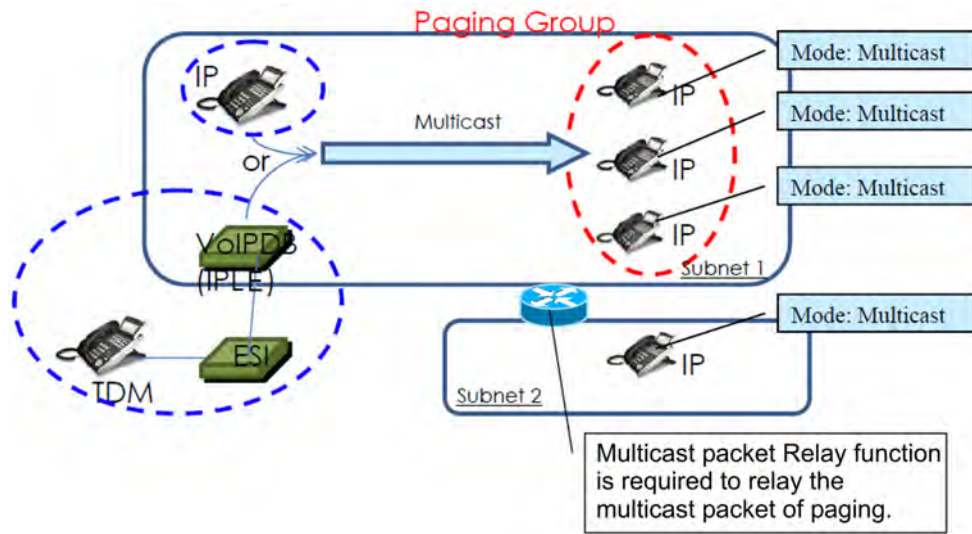 Paging Group
IP
Mode: Multicast
IP
Mode: Multicast
Multicast
or
IP
Mode: Multicast
IP
VoIPDB
(IPLE)
Subnet 1
Mode: Multicast
ESI
IP
TDM
Subnet 2
Multicast packet Relay function
is required to relay the
multicast packet of paging.